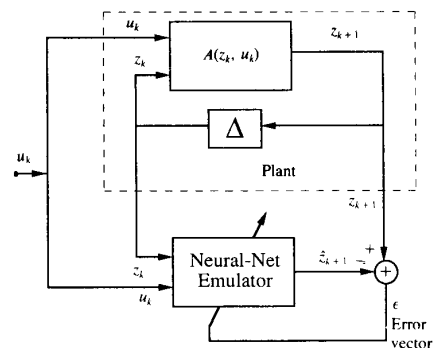 u_k
A(z_k, u_k)
z_{k+1}
z_k
Δ
Plant
u_k
z_{k+1}
Neural-Net
Emulator
z_k
u_k
ẑ_{k+1}
+
−
+
ϵ
Error
vector